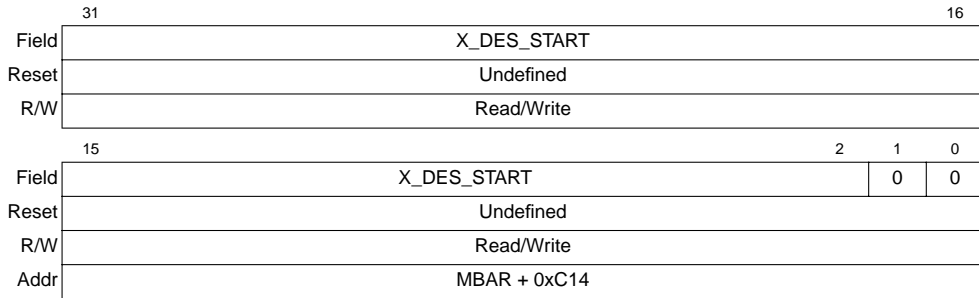 31 16
Field X_DES_START
Reset Undefined
R/W Read/Write
15 2 1 0
Field X_DES_START 0 0
Reset Undefined
R/W Read/Write
Addr MBAR + 0xC14